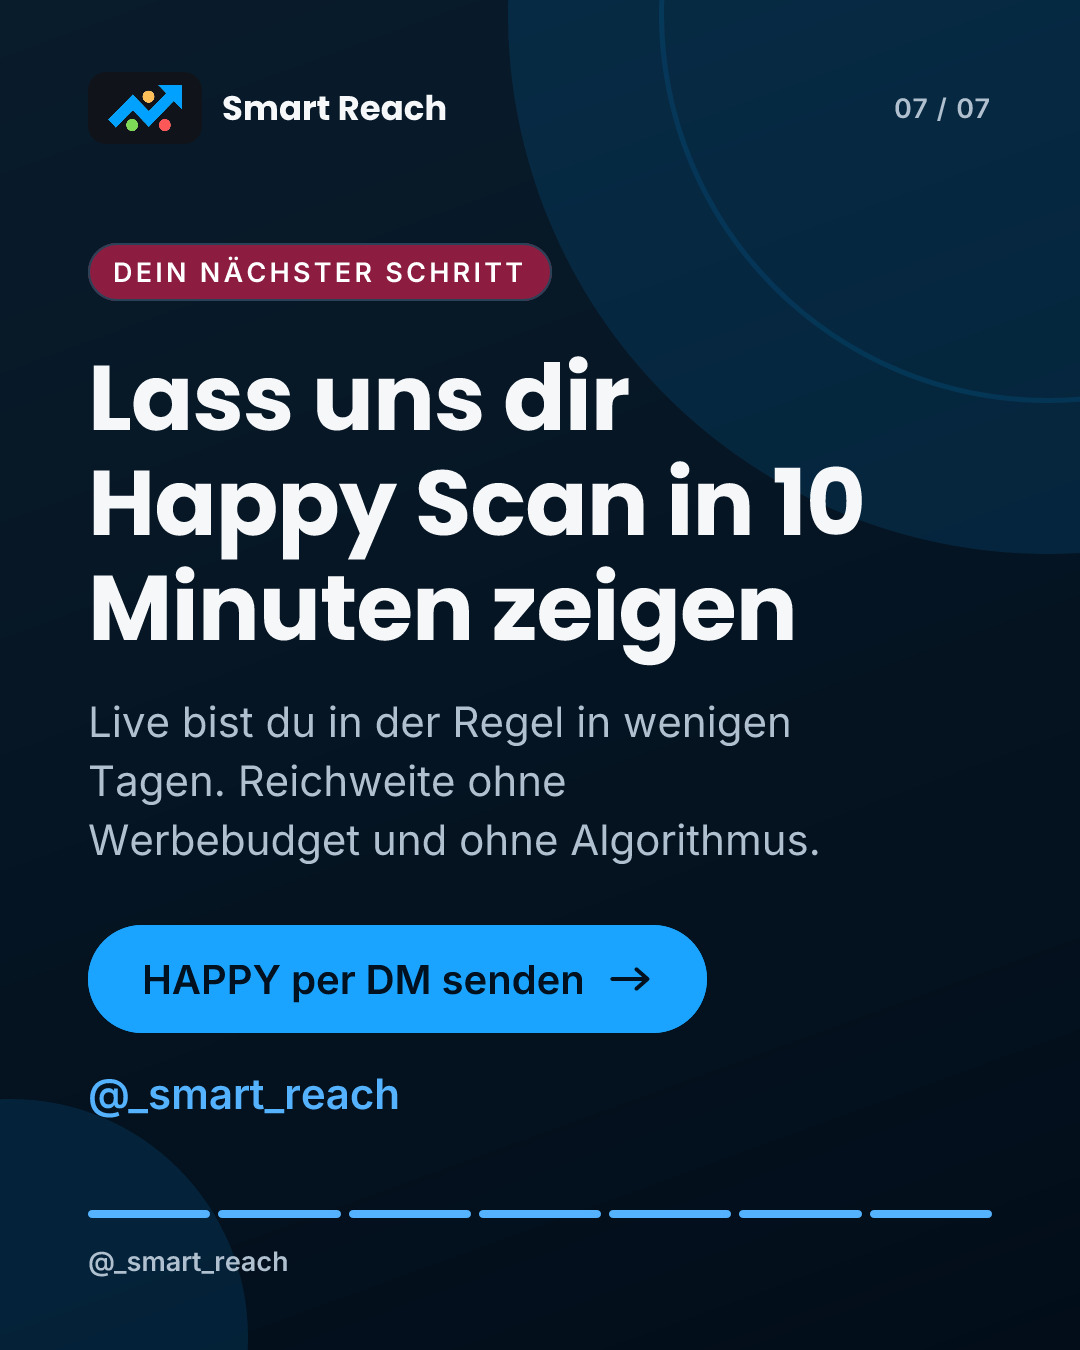 Smart Reach
07 / 07
DEIN NÄCHSTER SCHRITT
Lass uns dir
Happy Scan in 10
Minuten zeigen
Live bist du in der Regel in wenigen
Tagen. Reichweite ohne
Werbebudget und ohne Algorithmus.
HAPPY per DM senden →
@_smart_reach
@_smart_reach